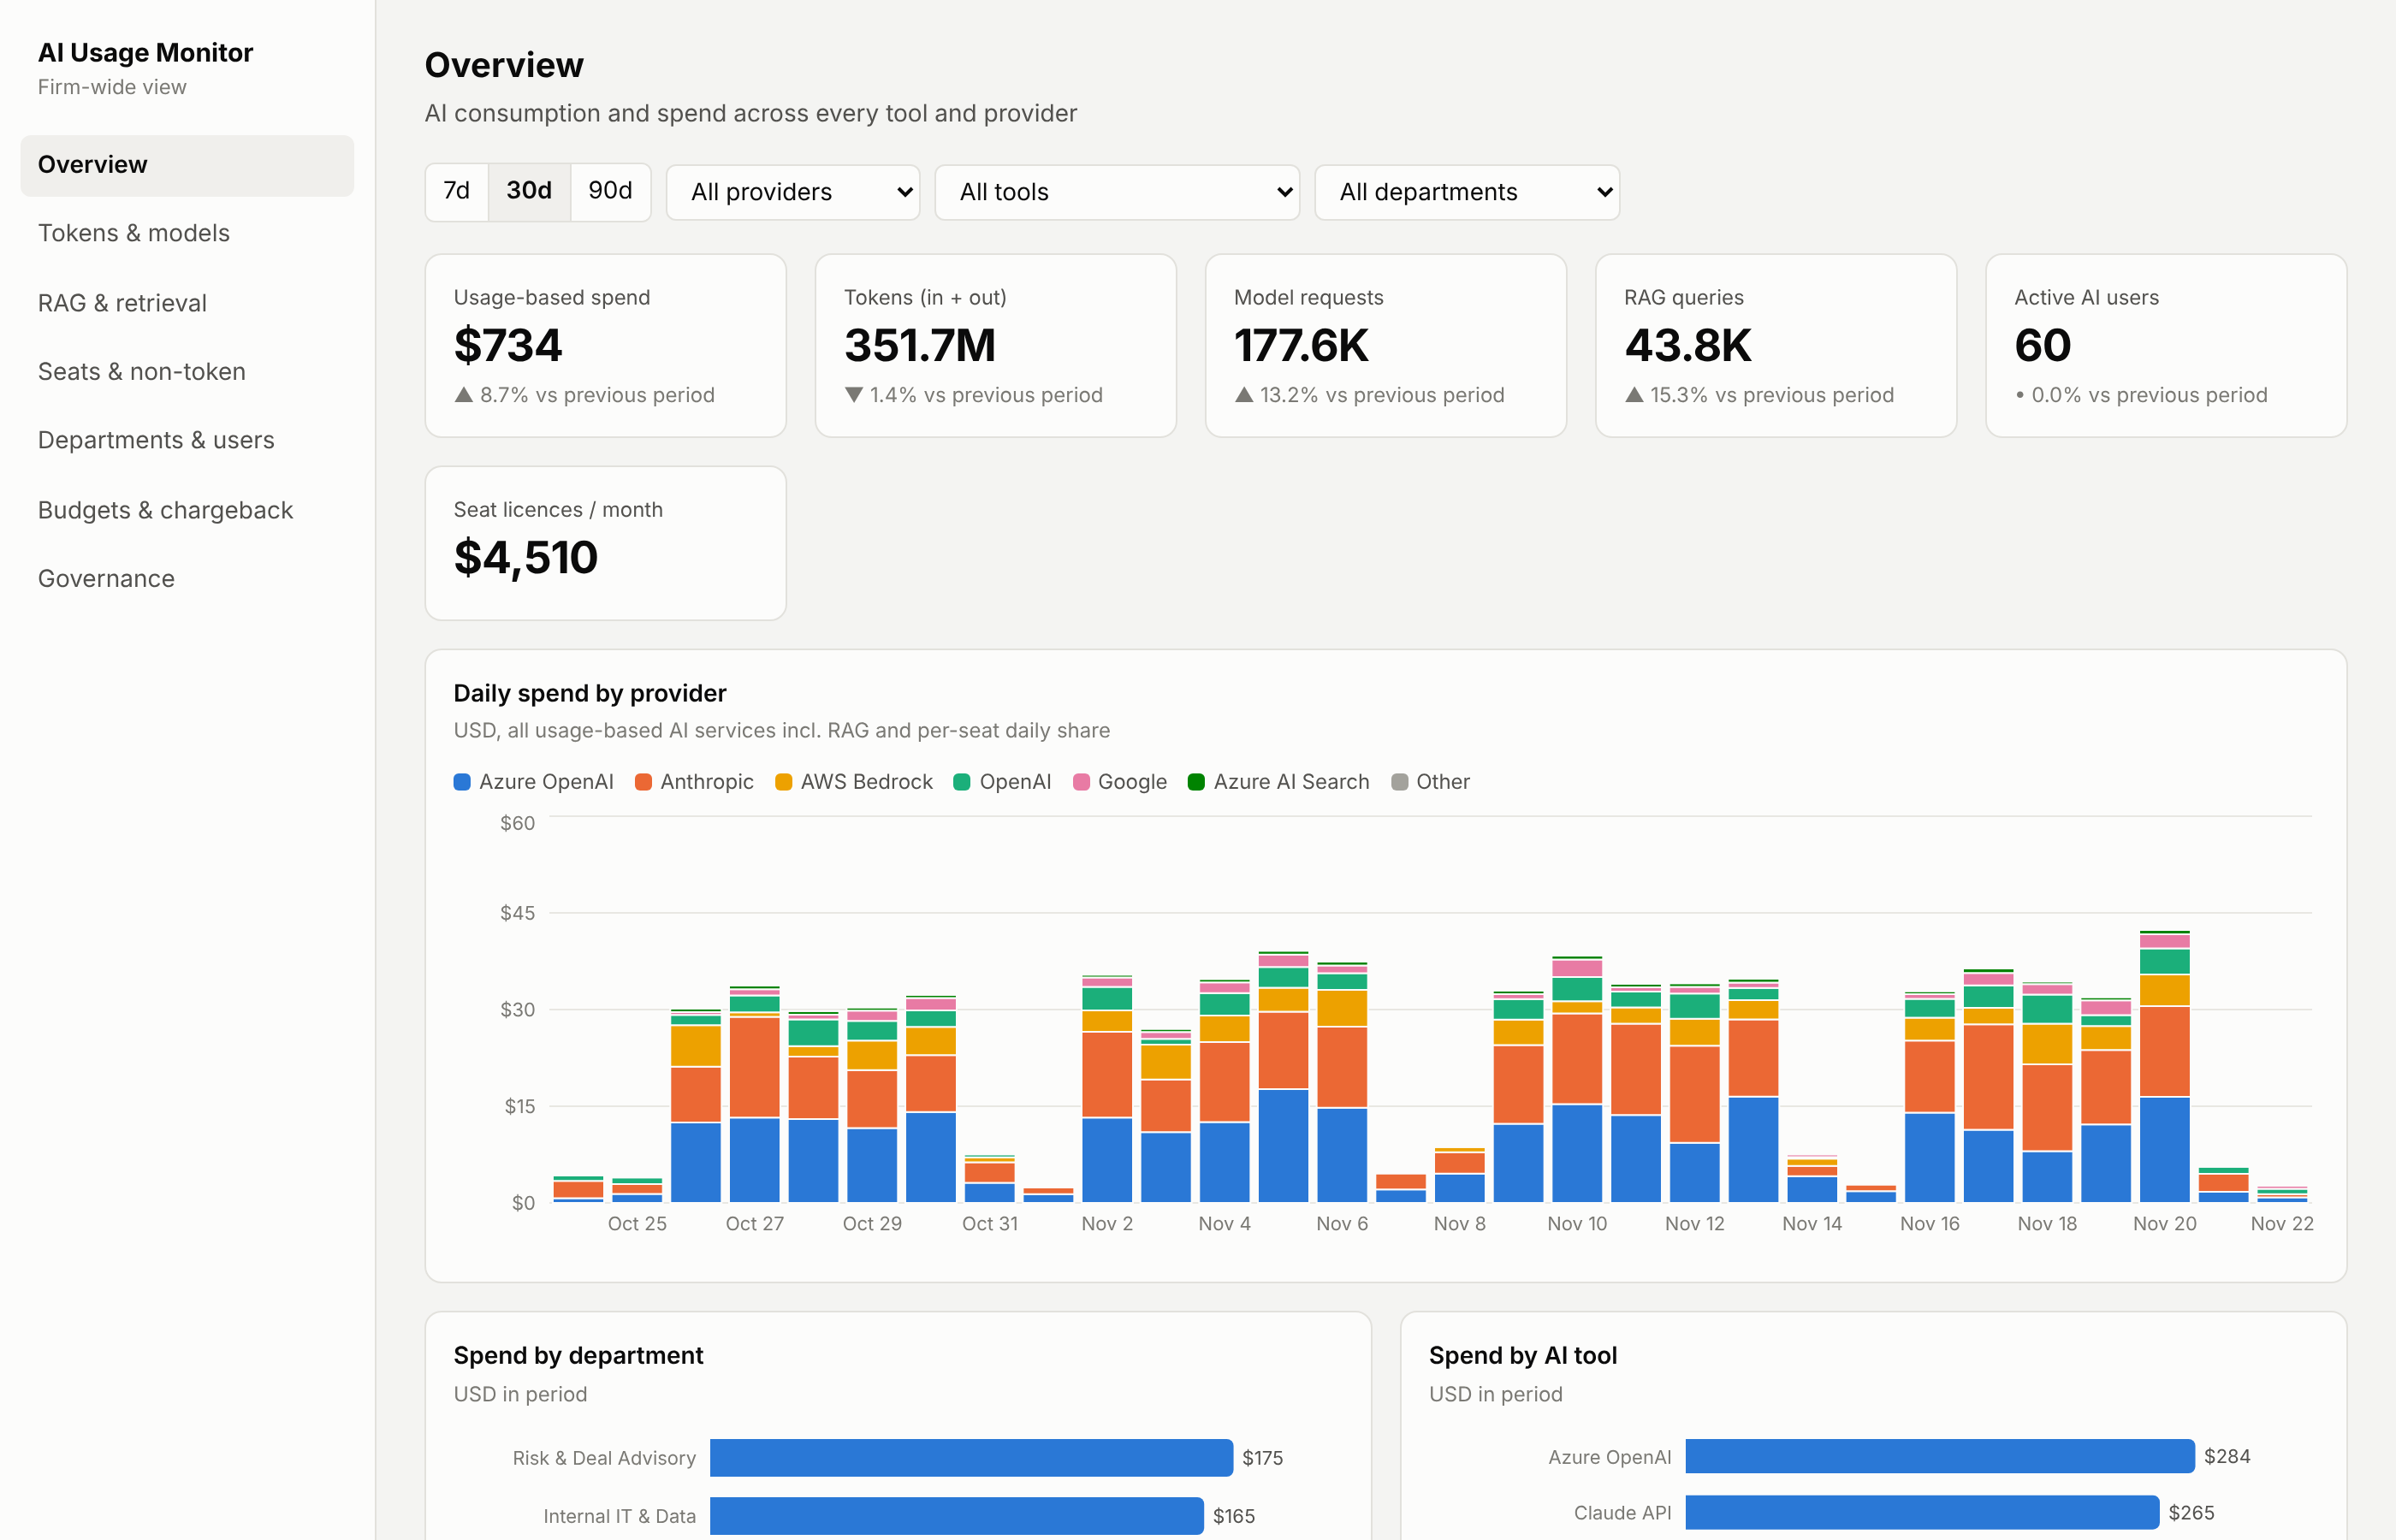 AI Usage Monitor
Firm-wide view
Overview
Tokens & models
RAG & retrieval
Seats & non-token
Departments & users
Budgets & chargeback
Governance
Overview
AI consumption and spend across every tool and provider
7d 30d 90d All providers All tools All departments
Usage-based spend
$734
▲ 8.7% vs previous period
Tokens (in + out)
351.7M
▼ 1.4% vs previous period
Model requests
177.6K
▲ 13.2% vs previous period
RAG queries
43.8K
▲ 15.3% vs previous period
Active AI users
60
• 0.0% vs previous period
Seat licences / month
$4,510
Daily spend by provider
USD, all usage-based AI services incl. RAG and per-seat daily share
Azure OpenAI Anthropic AWS Bedrock OpenAI Google Azure AI Search Other
$60
$45
$30
$15
$0
Oct 25 Oct 27 Oct 29 Oct 31 Nov 2 Nov 4 Nov 6 Nov 8 Nov 10 Nov 12 Nov 14 Nov 16 Nov 18 Nov 20 Nov 22
Spend by department
USD in period
Risk & Deal Advisory $175
Internal IT & Data $165
Spend by AI tool
USD in period
Azure OpenAI $284
Claude API $265